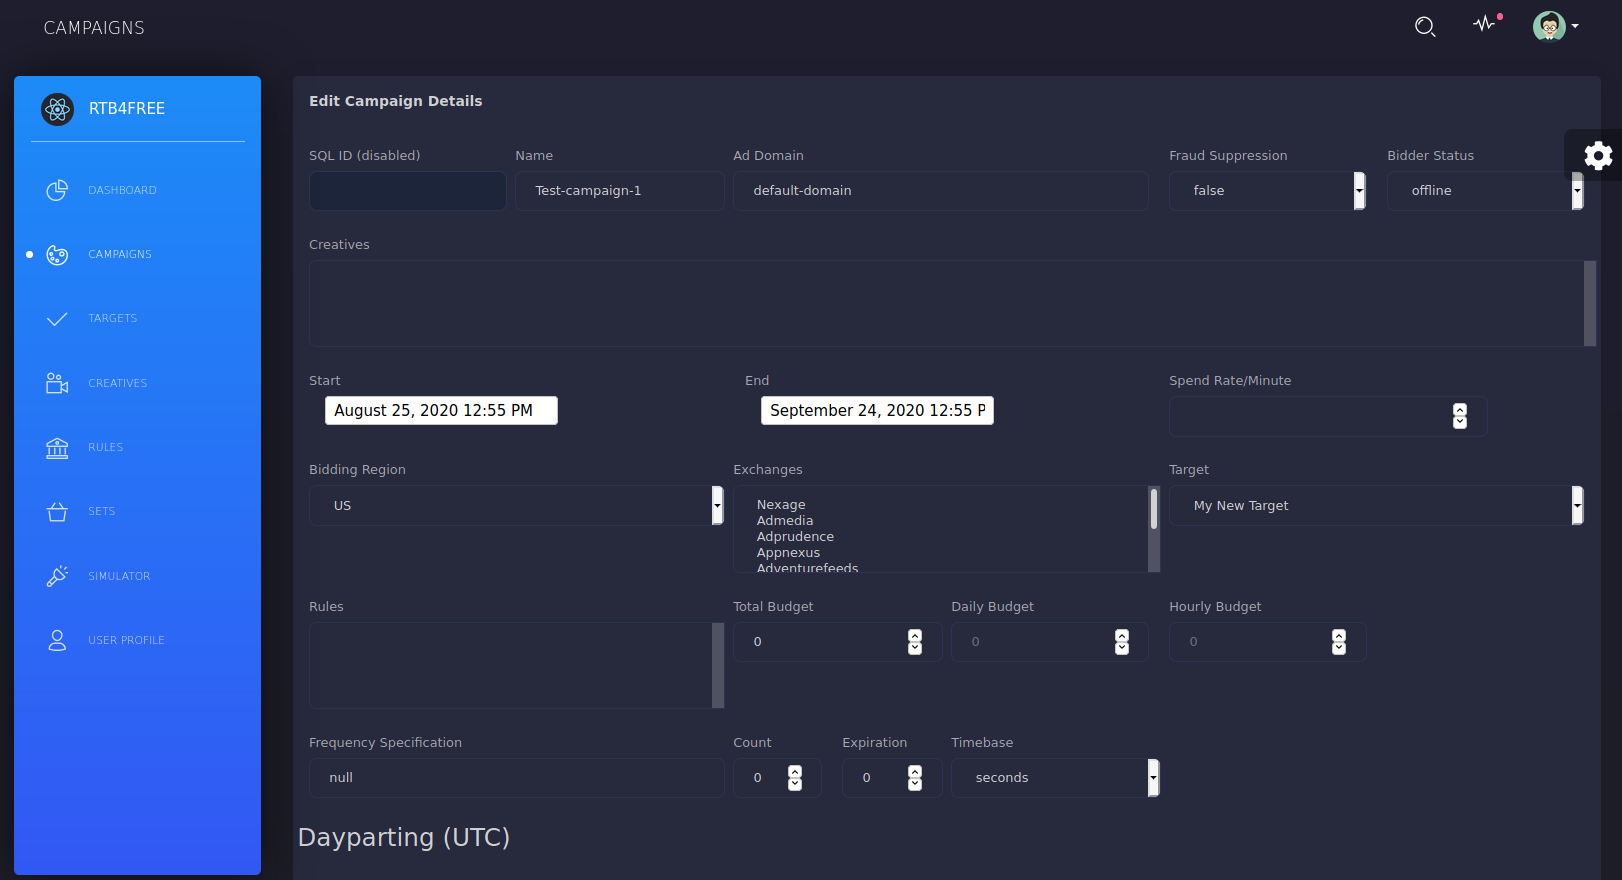 CAMPAIGNS
RTB4FREE
DASHBOARD
CAMPAIGNS
TARGETS
CREATIVES
RULES
SETS
SIMULATOR
USER PROFILE
Edit Campaign Details
SQL ID (disabled) Name Ad Domain Fraud Suppression Bidder Status
Test-campaign-1 default-domain false offline
Creatives
Start End Spend Rate/Minute
August 25, 2020 12:55 PM September 24, 2020 12:55 P
Bidding Region Exchanges Target
US My New Target
Nexage
Admedia
Adprudence
Appnexus
Adventurefeeds
Rules Total Budget Daily Budget Hourly Budget
0 0 0
Frequency Specification Count Expiration Timebase
null 0 0 seconds
Dayparting (UTC)